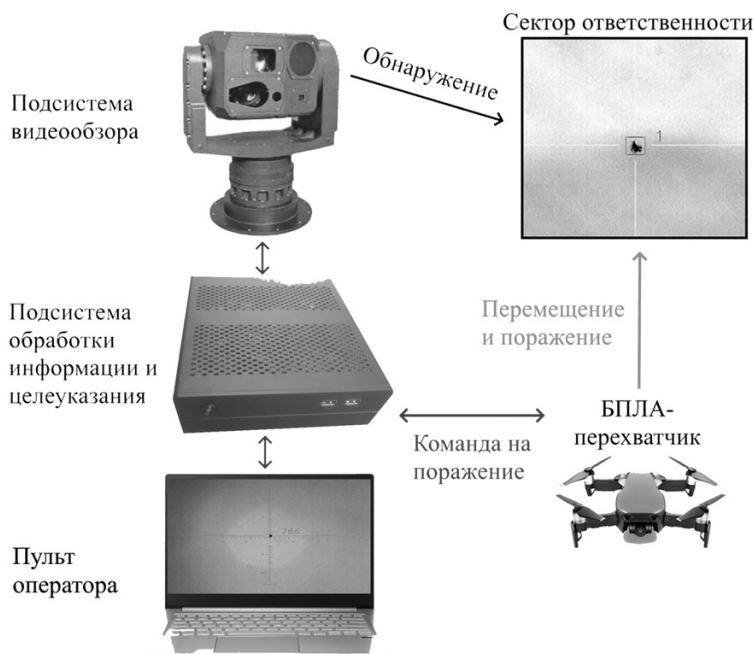 Сектор ответственности
Обнаружение
Подсистема
видеообзора
1
Подсистема
обработки
информации и
целеуказания
Перемещение
и поражение
БПЛА-
перехватчик
Команда на
поражение
Пульт
оператора